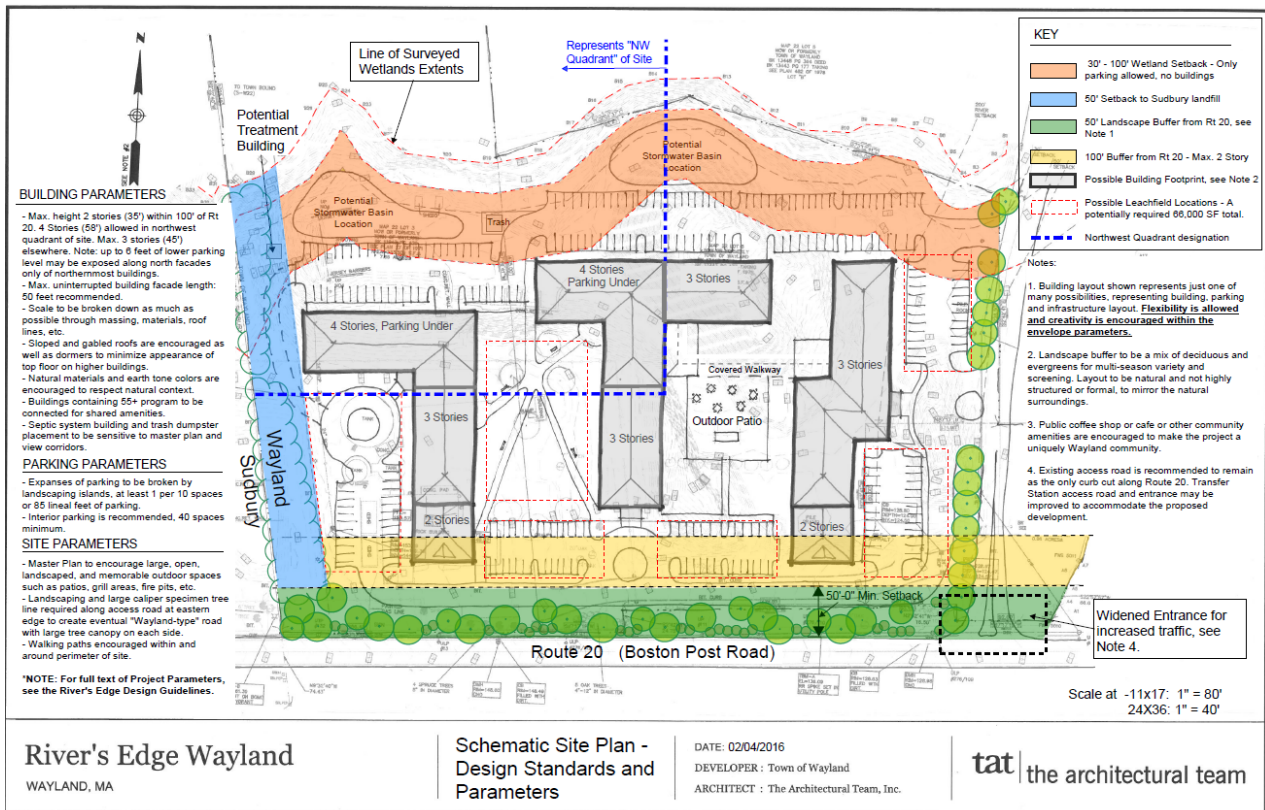 N
SEE NOTE #2
Line of Surveyed
Wetlands Extents
Represents "NW
Quadrant" of Site
Potential
Treatment
Building
Potential
Stormwater Basin
Location
Potential
Stormwater Basin
Location
Trash
4 Stories
Parking Under
3 Stories
4 Stories, Parking Under
3 Stories
3 Stories
3 Stories
Covered Walkway
Outdoor Patio
2 Stories
2 Stories
Wayland
Sudbury
50'-0" Min. Setback
Route 20 (Boston Post Road)
Widened Entrance for
increased traffic, see
Note 4.
Scale at -11x17: 1" = 80'
24X36: 1" = 40'
BUILDING PARAMETERS
- Max. height 2 stories (35') within 100' of Rt
20. 4 Stories (58') allowed in northwest
quadrant of site. Max. 3 stories (45')
elsewhere. Note: up to 6 feet of lower parking
level may be exposed along north facades
only of northernmost buildings.
- Max. uninterrupted building facade length:
50 feet recommended.
- Scale to be broken down as much as
possible through massing, materials, roof
lines, etc.
- Sloped and gabled roofs are encouraged as
well as dormers to minimize appearance of
top floor on higher buildings.
- Natural materials and earth tone colors are
encouraged to respect natural context.
- Buildings containing 55+ program to be
connected for shared amenities.
- Septic system building and trash dumpster
placement to be sensitive to master plan and
view corridors.
PARKING PARAMETERS
- Expanses of parking to be broken by
landscaping islands, at least 1 per 10 spaces
or 85 lineal feet of parking.
- Interior parking is recommended, 40 spaces
minimum.
SITE PARAMETERS
- Master Plan to encourage large, open,
landscaped, and memorable outdoor spaces
such as patios, grill areas, fire pits, etc.
- Landscaping and large caliper specimen tree
line required along access road at eastern
edge to create eventual "Wayland-type" road
with large tree canopy on each side.
- Walking paths encouraged within and
around perimeter of site.
*NOTE: For full text of Project Parameters,
see the River's Edge Design Guidelines.
KEY
30' - 100' Wetland Setback - Only
parking allowed, no buildings
50' Setback to Sudbury landfill
50' Landscape Buffer from Rt 20, see
Note 1
100' Buffer from Rt 20 - Max. 2 Story
Possible Building Footprint, see Note 2
Possible Leachfield Locations - A
potentially required 66,000 SF total.
Northwest Quadrant designation
Notes:
1. Building layout shown represents just one of
many possibilities, representing building, parking
and infrastructure layout. Flexibility is allowed
and creativity is encouraged within the
envelope parameters.
2. Landscape buffer to be a mix of deciduous and
evergreens for multi-season variety and
screening. Layout to be natural and not highly
structured or formal, to mirror the natural
surroundings.
3. Public coffee shop or cafe or other community
amenities are encouraged to make the project a
uniquely Wayland community.
4. Existing access road is recommended to remain
as the only curb cut along Route 20. Transfer
Station access road and entrance may be
improved to accommodate the proposed
development.
River's Edge Wayland
WAYLAND, MA
Schematic Site Plan -
Design Standards and
Parameters
DATE: 02/04/2016
DEVELOPER : Town of Wayland
ARCHITECT : The Architectural Team, Inc.
tat the architectural team